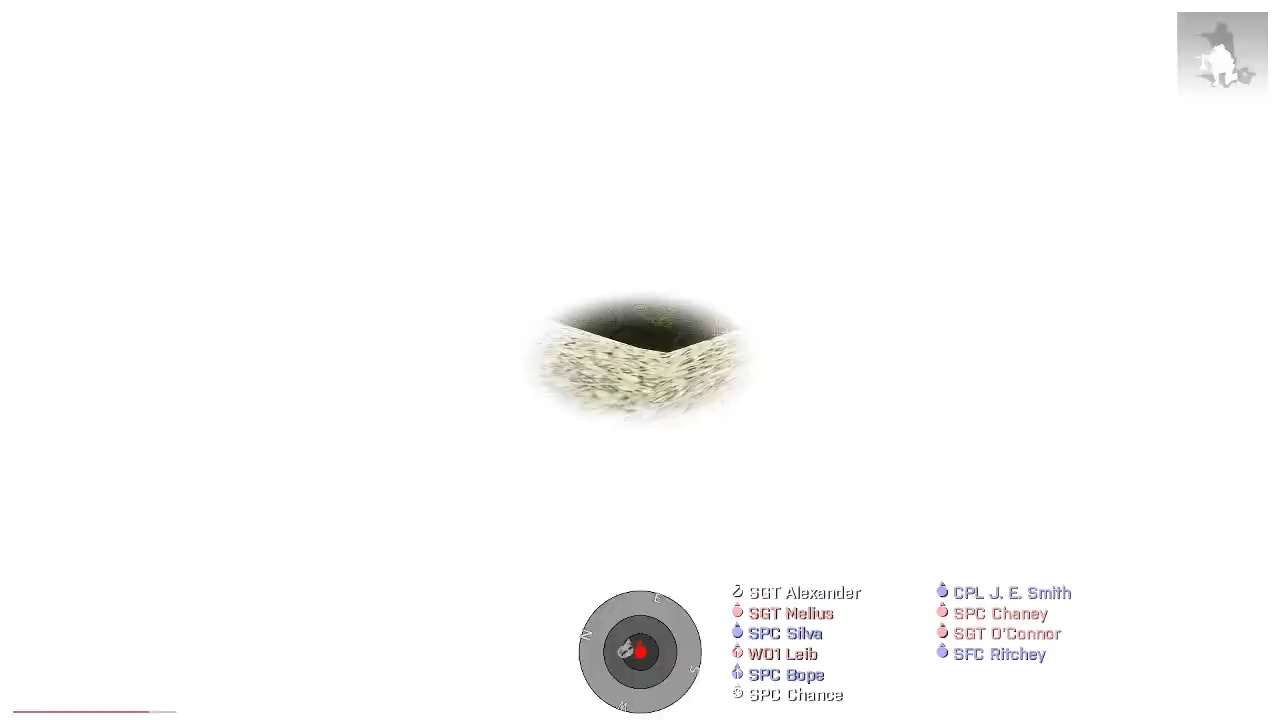 E
N
S
W
SGT Alexander
SGT Melius
SPC Silva
WO1 Leib
SPC Bope
SPC Chance
CPL J. E. Smith
SPC Chaney
SGT O'Connor
SFC Ritchey